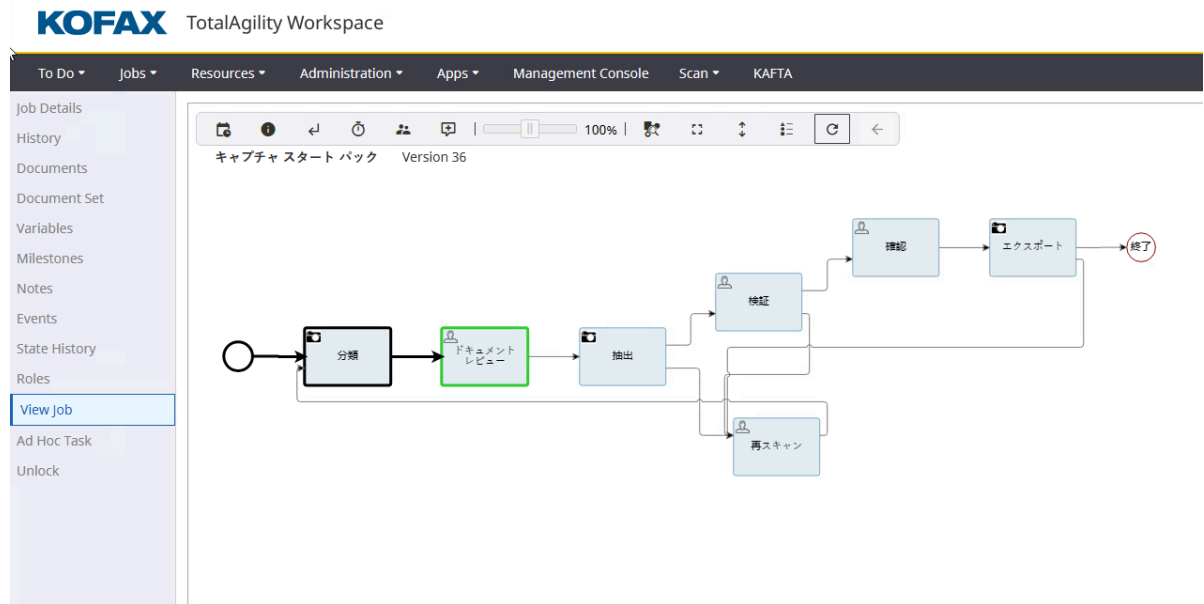 KOFAX TotalAgility Workspace
To Do Jobs Resources Administration Apps Management Console Scan KAFTA
Job Details
History
Documents
Document Set
Variables
Milestones
Notes
Events
State History
Roles
View Job
Ad Hoc Task
Unlock
100%
キャプチャ スタート パック Version 36
分類
ドキュメント
レビュー
抽出
検証
確認
エクスポート
終了
再スキャン